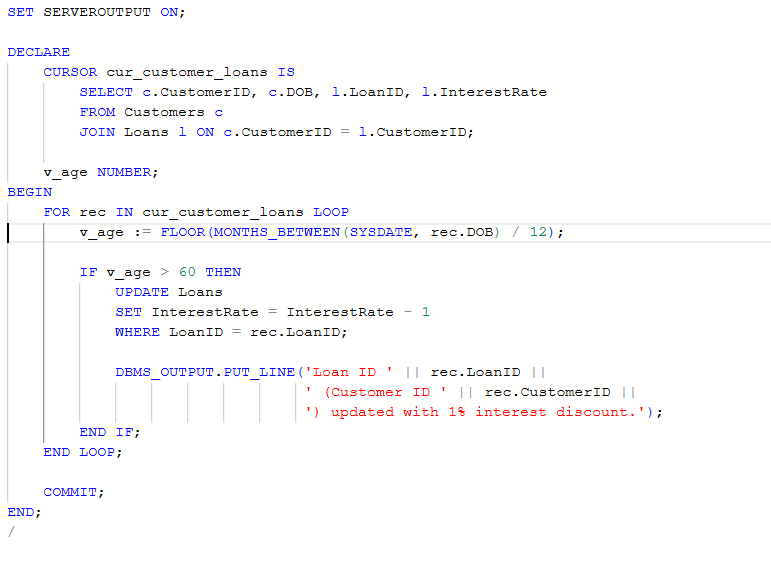 SET SERVEROUTPUT ON;

DECLARE
    CURSOR cur_customer_loans IS
        SELECT c.CustomerID, c.DOB, l.LoanID, l.InterestRate
        FROM Customers c
        JOIN Loans l ON c.CustomerID = l.CustomerID;

    v_age NUMBER;
BEGIN
    FOR rec IN cur_customer_loans LOOP
        v_age := FLOOR(MONTHS_BETWEEN(SYSDATE, rec.DOB) / 12);

        IF v_age > 60 THEN
            UPDATE Loans
            SET InterestRate = InterestRate - 1
            WHERE LoanID = rec.LoanID;

            DBMS_OUTPUT.PUT_LINE('Loan ID ' || rec.LoanID ||
                                 ' (Customer ID ' || rec.CustomerID ||
                                 ') updated with 1% interest discount.');
        END IF;
    END LOOP;

    COMMIT;
END;
/